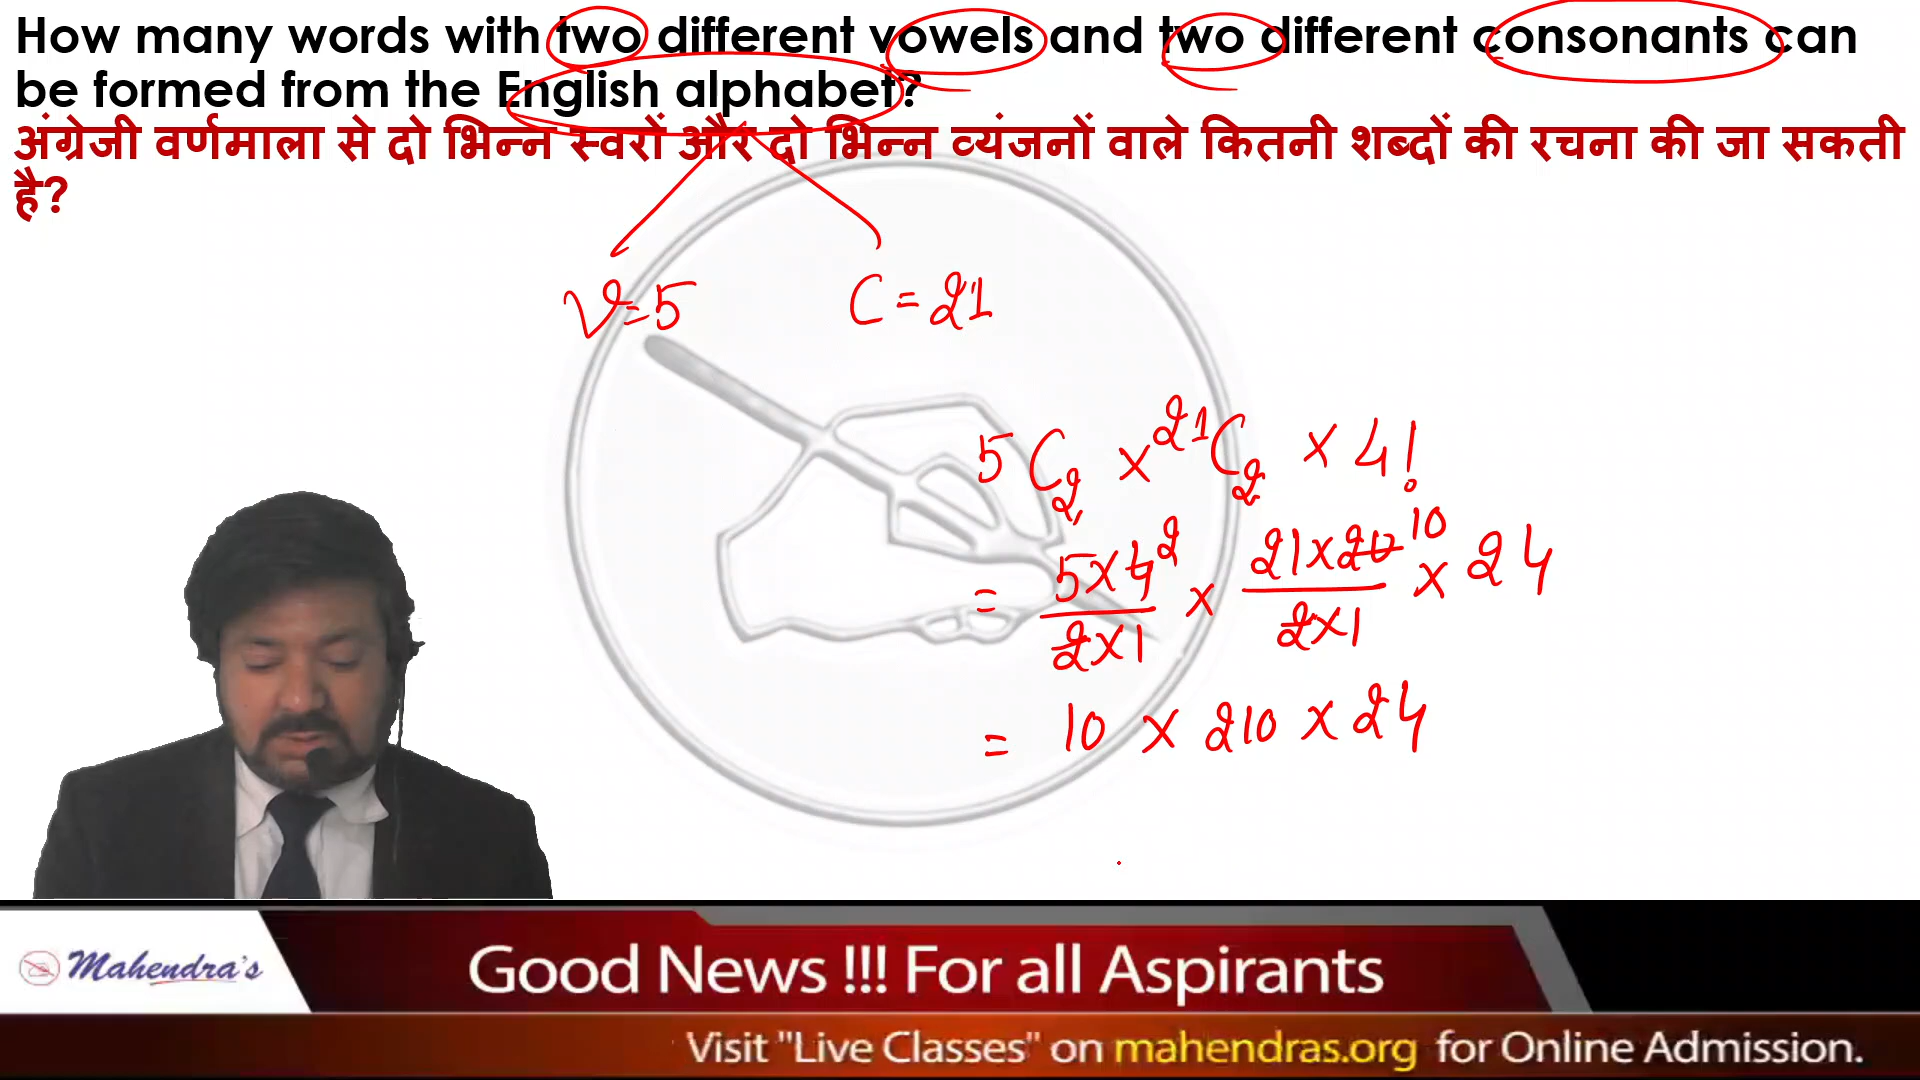 How many words with two different vowels and two different consonants can
be formed from the English alphabet?
अंग्रेजी वर्णमाला से दो भिन्न स्वरों और दो भिन्न व्यंजनों वाले कितनी शब्दों की रचना की जा सकती
है?
V=5 C=21
5C2 × 21C2 × 4!
= 5×4 2 / 2×1 × 21×20 10 / 2×1 × 24
= 10 × 210 × 24
Mahendra's
Good News !!! For all Aspirants
Visit "Live Classes" on mahendras.org for Online Admission.